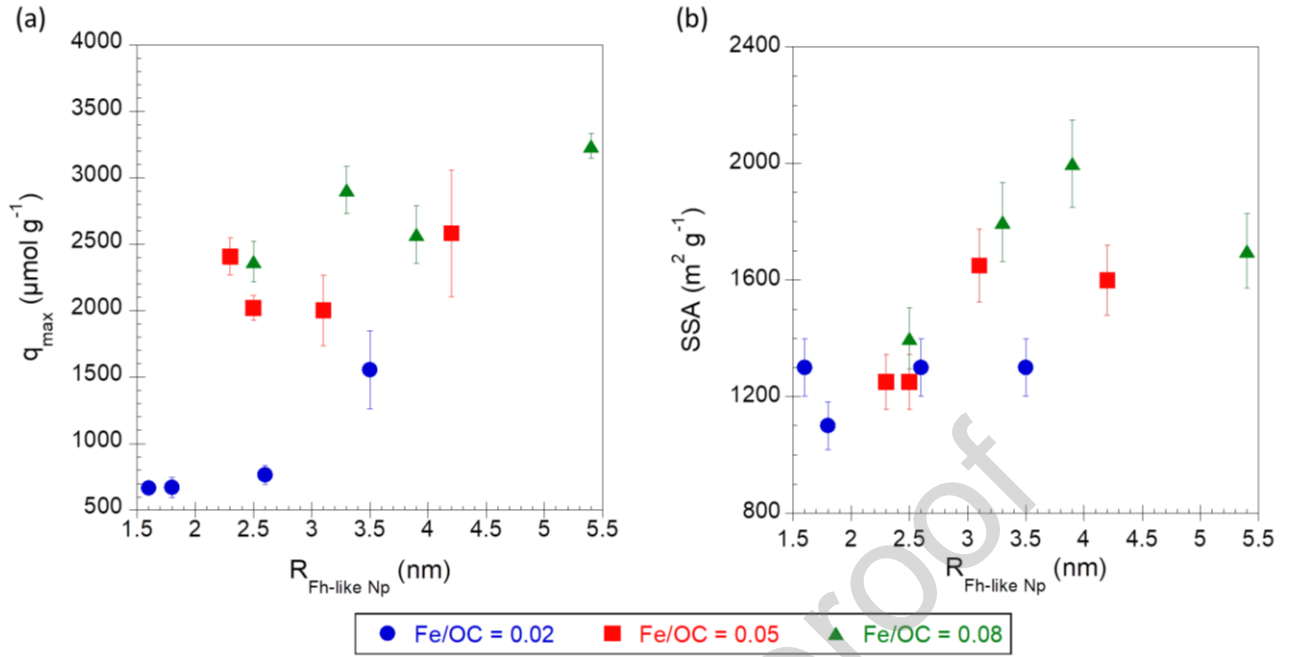 (a)
4000
3500
3000
2500
2000
1500
1000
500
q max (μmol g⁻¹)
1.5 2 2.5 3 3.5 4 4.5 5 5.5
R Fh-like Np (nm)
(b)
2400
2000
1600
1200
800
SSA (m² g⁻¹)
1.5 2 2.5 3 3.5 4 4.5 5 5.5
R Fh-like Np (nm)
Fe/OC = 0.02 Fe/OC = 0.05 Fe/OC = 0.08
proof